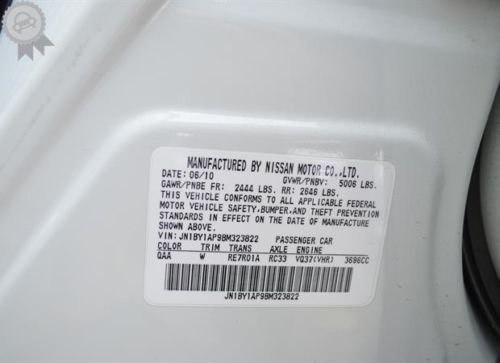 MANUFACTURED BY NISSAN MOTOR CO.,LTD.
DATE: 06/10 GVWR/PNBV: 5006 LBS.
GAWR/PNBE FR: 2444 LBS. RR: 2646 LBS.
THIS VEHICLE CONFORMS TO ALL APPLICABLE FEDERAL
MOTOR VEHICLE SAFETY,BUMPER,AND THEFT PREVENTION
STANDARDS IN EFFECT ON THE DATE OF MANUFACTURE
SHOWN ABOVE.
VIN: JN1BY1AP9BM323822 PASSENGER CAR
COLOR TRIM TRANS AXLE ENGINE
QAA W RE7R01A RC33 VQ37(VHR) 3696CC
JN1BY1AP9BM323822